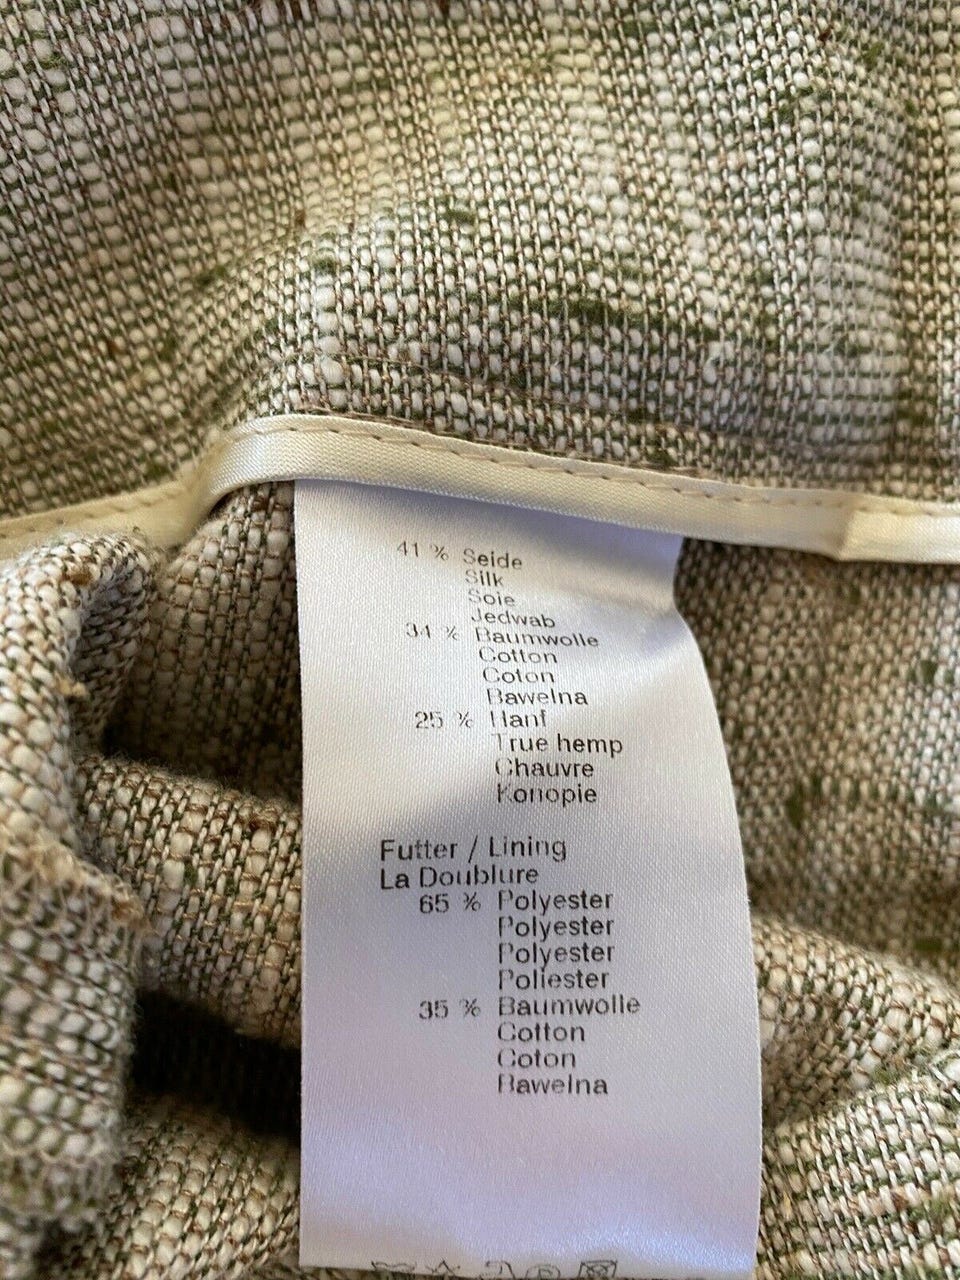 41 % Seide
Silk
Soie
Jedwab
34 % Baumwolle
Cotton
Coton
Bawelna
25 % Hanf
True hemp
Chauvre
Konopie
Futter / Lining
La Doublure
65 % Polyester
Polyester
Polyester
Poliester
35 % Baumwolle
Cotton
Coton
Bawelna